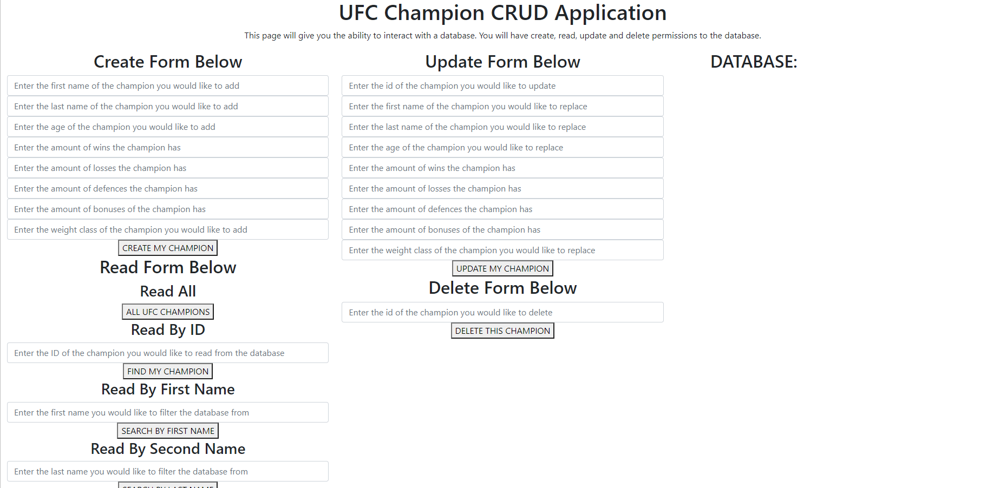 UFC Champion CRUD Application
This page will give you the ability to interact with a database. You will have create, read, update and delete permissions to the database.
Create Form Below
Enter the first name of the champion you would like to add
Enter the last name of the champion you would like to add
Enter the age of the champion you would like to add
Enter the amount of wins the champion has
Enter the amount of losses the champion has
Enter the amount of defences the champion has
Enter the amount of bonuses of the champion has
Enter the weight class of the champion you would like to add
CREATE MY CHAMPION
Read Form Below
Read All
ALL UFC CHAMPIONS
Read By ID
Enter the ID of the champion you would like to read from the database
FIND MY CHAMPION
Read By First Name
Enter the first name you would like to filter the database from
SEARCH BY FIRST NAME
Read By Second Name
Enter the last name you would like to filter the database from
SEARCH BY LAST NAME
Update Form Below
Enter the id of the champion you would like to update
Enter the first name of the champion you would like to replace
Enter the last name of the champion you would like to replace
Enter the age of the champion you would like to replace
Enter the amount of wins the champion has
Enter the amount of losses the champion has
Enter the amount of defences the champion has
Enter the amount of bonuses of the champion has
Enter the weight class of the champion you would like to replace
UPDATE MY CHAMPION
Delete Form Below
Enter the id of the champion you would like to delete
DELETE THIS CHAMPION
DATABASE: